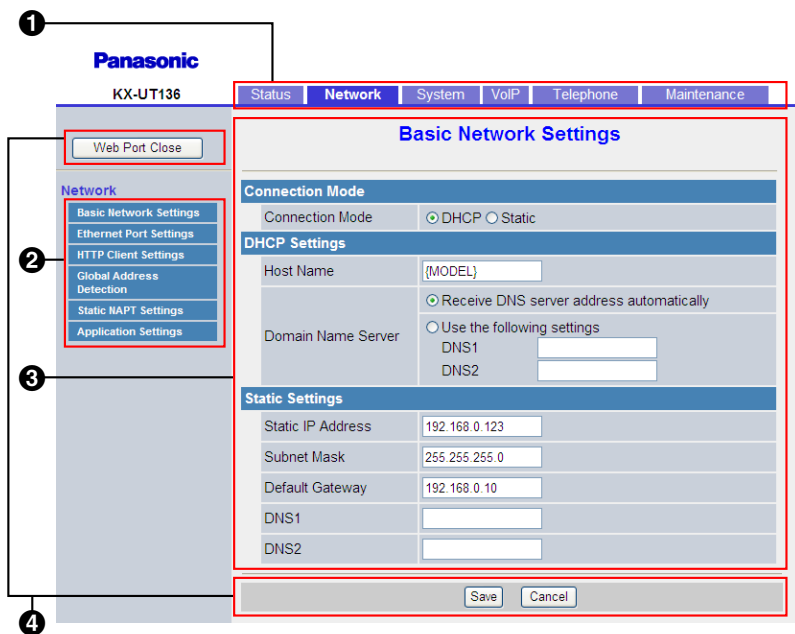 1
Panasonic
KX-UT136
Status Network System VoIP Telephone Maintenance
Web Port Close
Basic Network Settings
Network
Basic Network Settings
Ethernet Port Settings
HTTP Client Settings
Global Address
Detection
Static NAPT Settings
Application Settings
2
3
Connection Mode
Connection Mode DHCP Static
DHCP Settings
Host Name {MODEL}
Domain Name Server
Receive DNS server address automatically
Use the following settings
DNS1
DNS2
Static Settings
Static IP Address 192.168.0.123
Subnet Mask 255.255.255.0
Default Gateway 192.168.0.10
DNS1
DNS2
Save Cancel
4